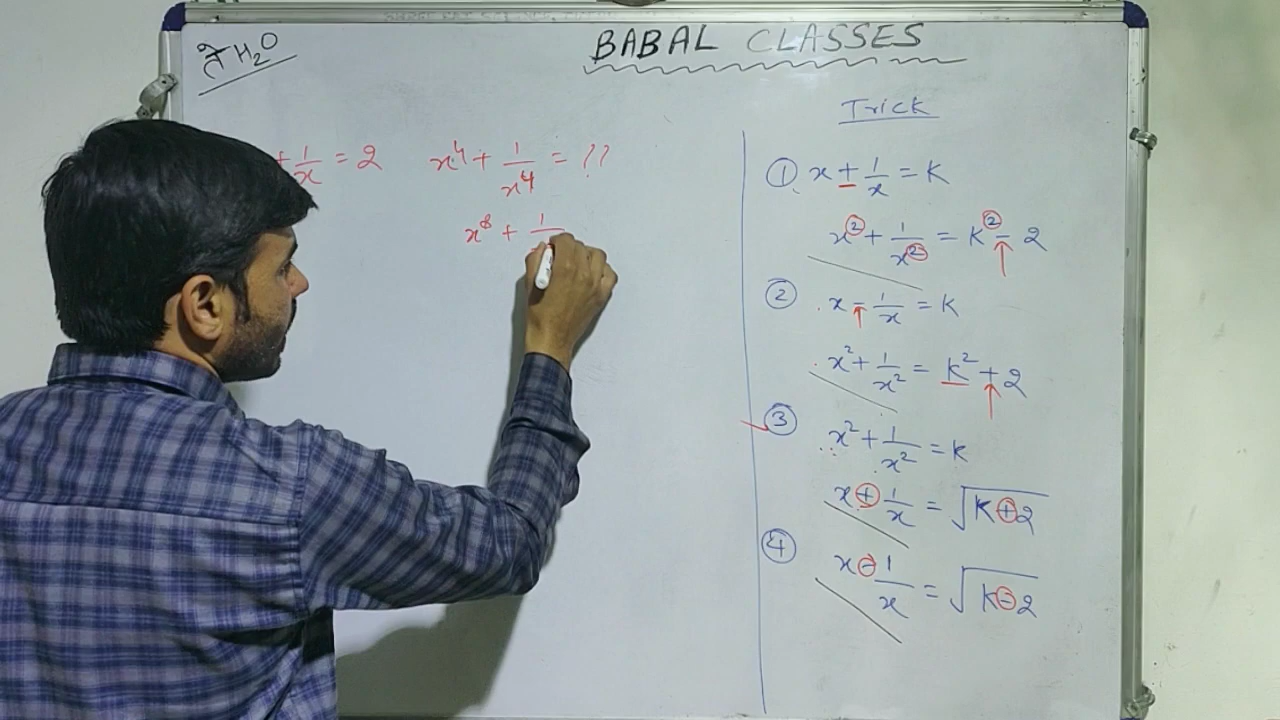 H₂O
BABAL CLASSES
+ 1/x = 2
x⁴ + 1/x⁴ = ??
x⁸ + 1/
Trick
① x ± 1/x = K
x² + 1/x² = K² - 2
② x - 1/x = K
x² + 1/x² = K² + 2
③ x² + 1/x² = K
x + 1/x = √(K + 2)
④ x - 1/x = √(K - 2)